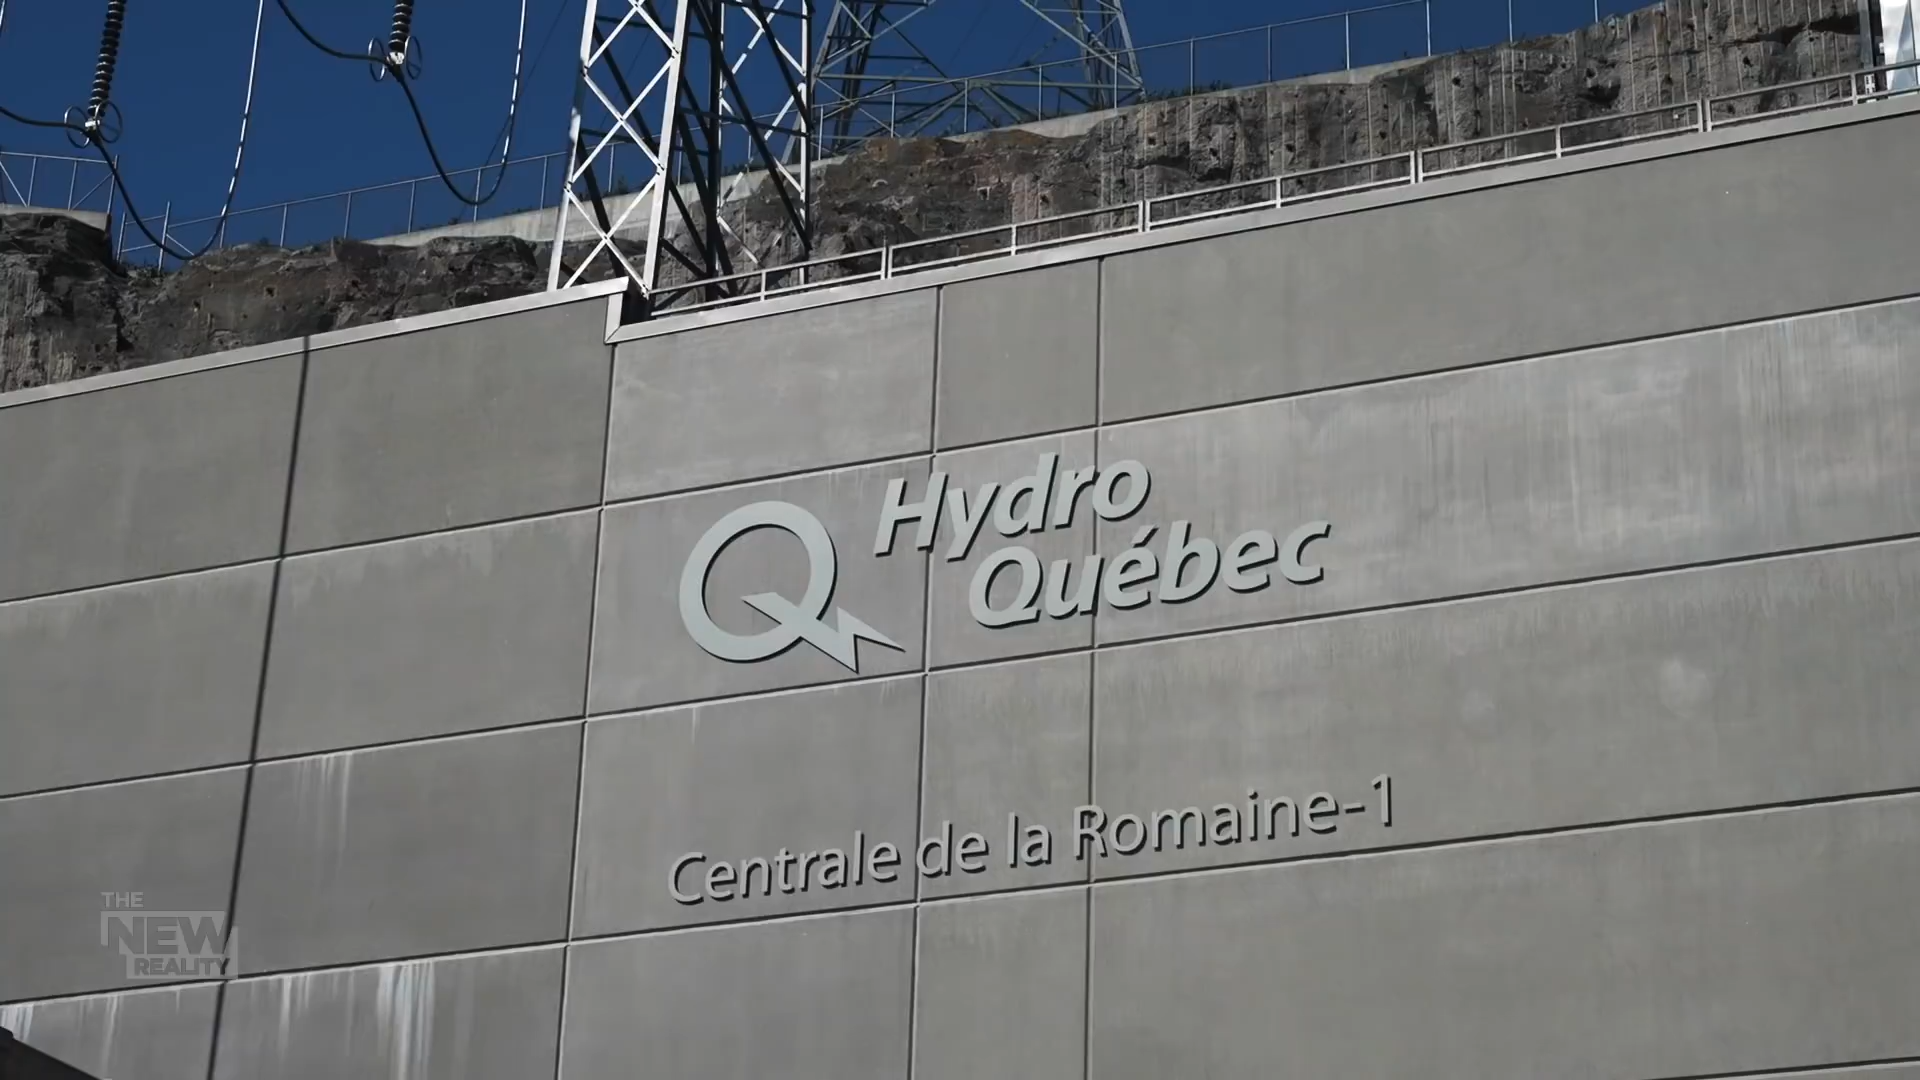 Hydro
Québec
Centrale de la Romaine-1
THE
NEW
REALITY